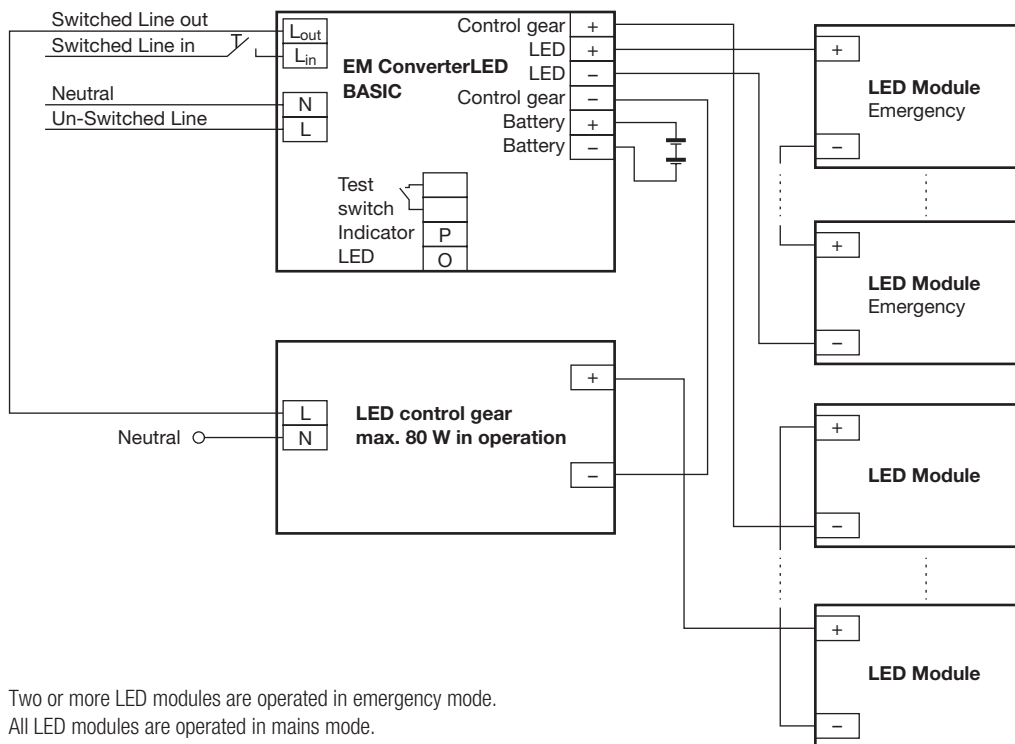 Switched Line out
Switched Line in
Neutral
Un-Switched Line
Lout
Lin
N
L
EM ConverterLED
BASIC
Control gear +
LED +
LED –
Control gear –
Battery +
Battery –
Test
switch
Indicator P
LED O
+
LED Module
Emergency
–
+
LED Module
Emergency
–
L
Neutral N
LED control gear
max. 80 W in operation
+
–
+
LED Module
–
+
LED Module
–
Two or more LED modules are operated in emergency mode.
All LED modules are operated in mains mode.